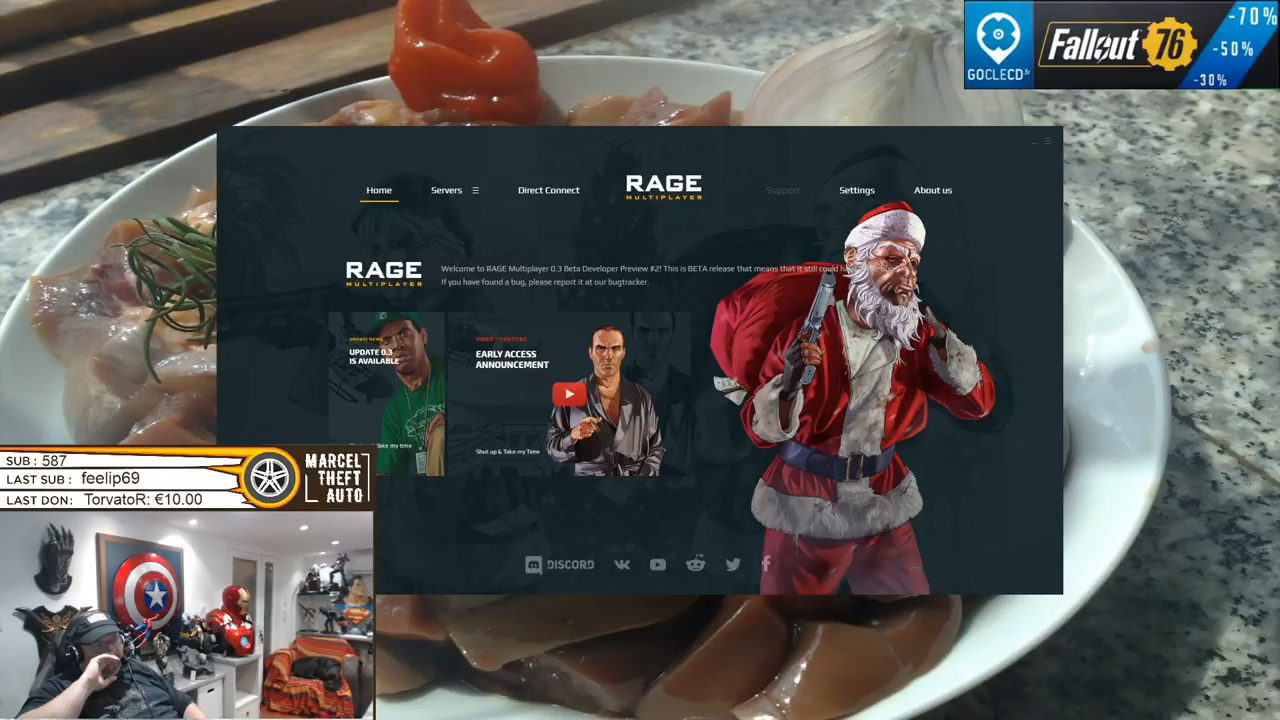 GOCLECD.fr
Fallout 76
-70%
-50%
-30%
Home
Servers
Direct Connect
RAGE
MULTIPLAYER
Support
Settings
About us
RAGE
MULTIPLAYER
Welcome to RAGE Multiplayer 0.3 Beta Developer Preview #2! This is BETA release that means that it still could
If you have found a bug, please report it at our bugtracker.
UPDATE NEWS
UPDATE 0.3
IS AVAILABLE
Take my time
VIDEO
YOUTUBE
EARLY ACCESS
ANNOUNCEMENT
Shut up & Take my Time
DISCORD
SUB : 587
LAST SUB : feelip69
LAST DON: TorvatoR: €10.00
MARCEL
THEFT
AUTO